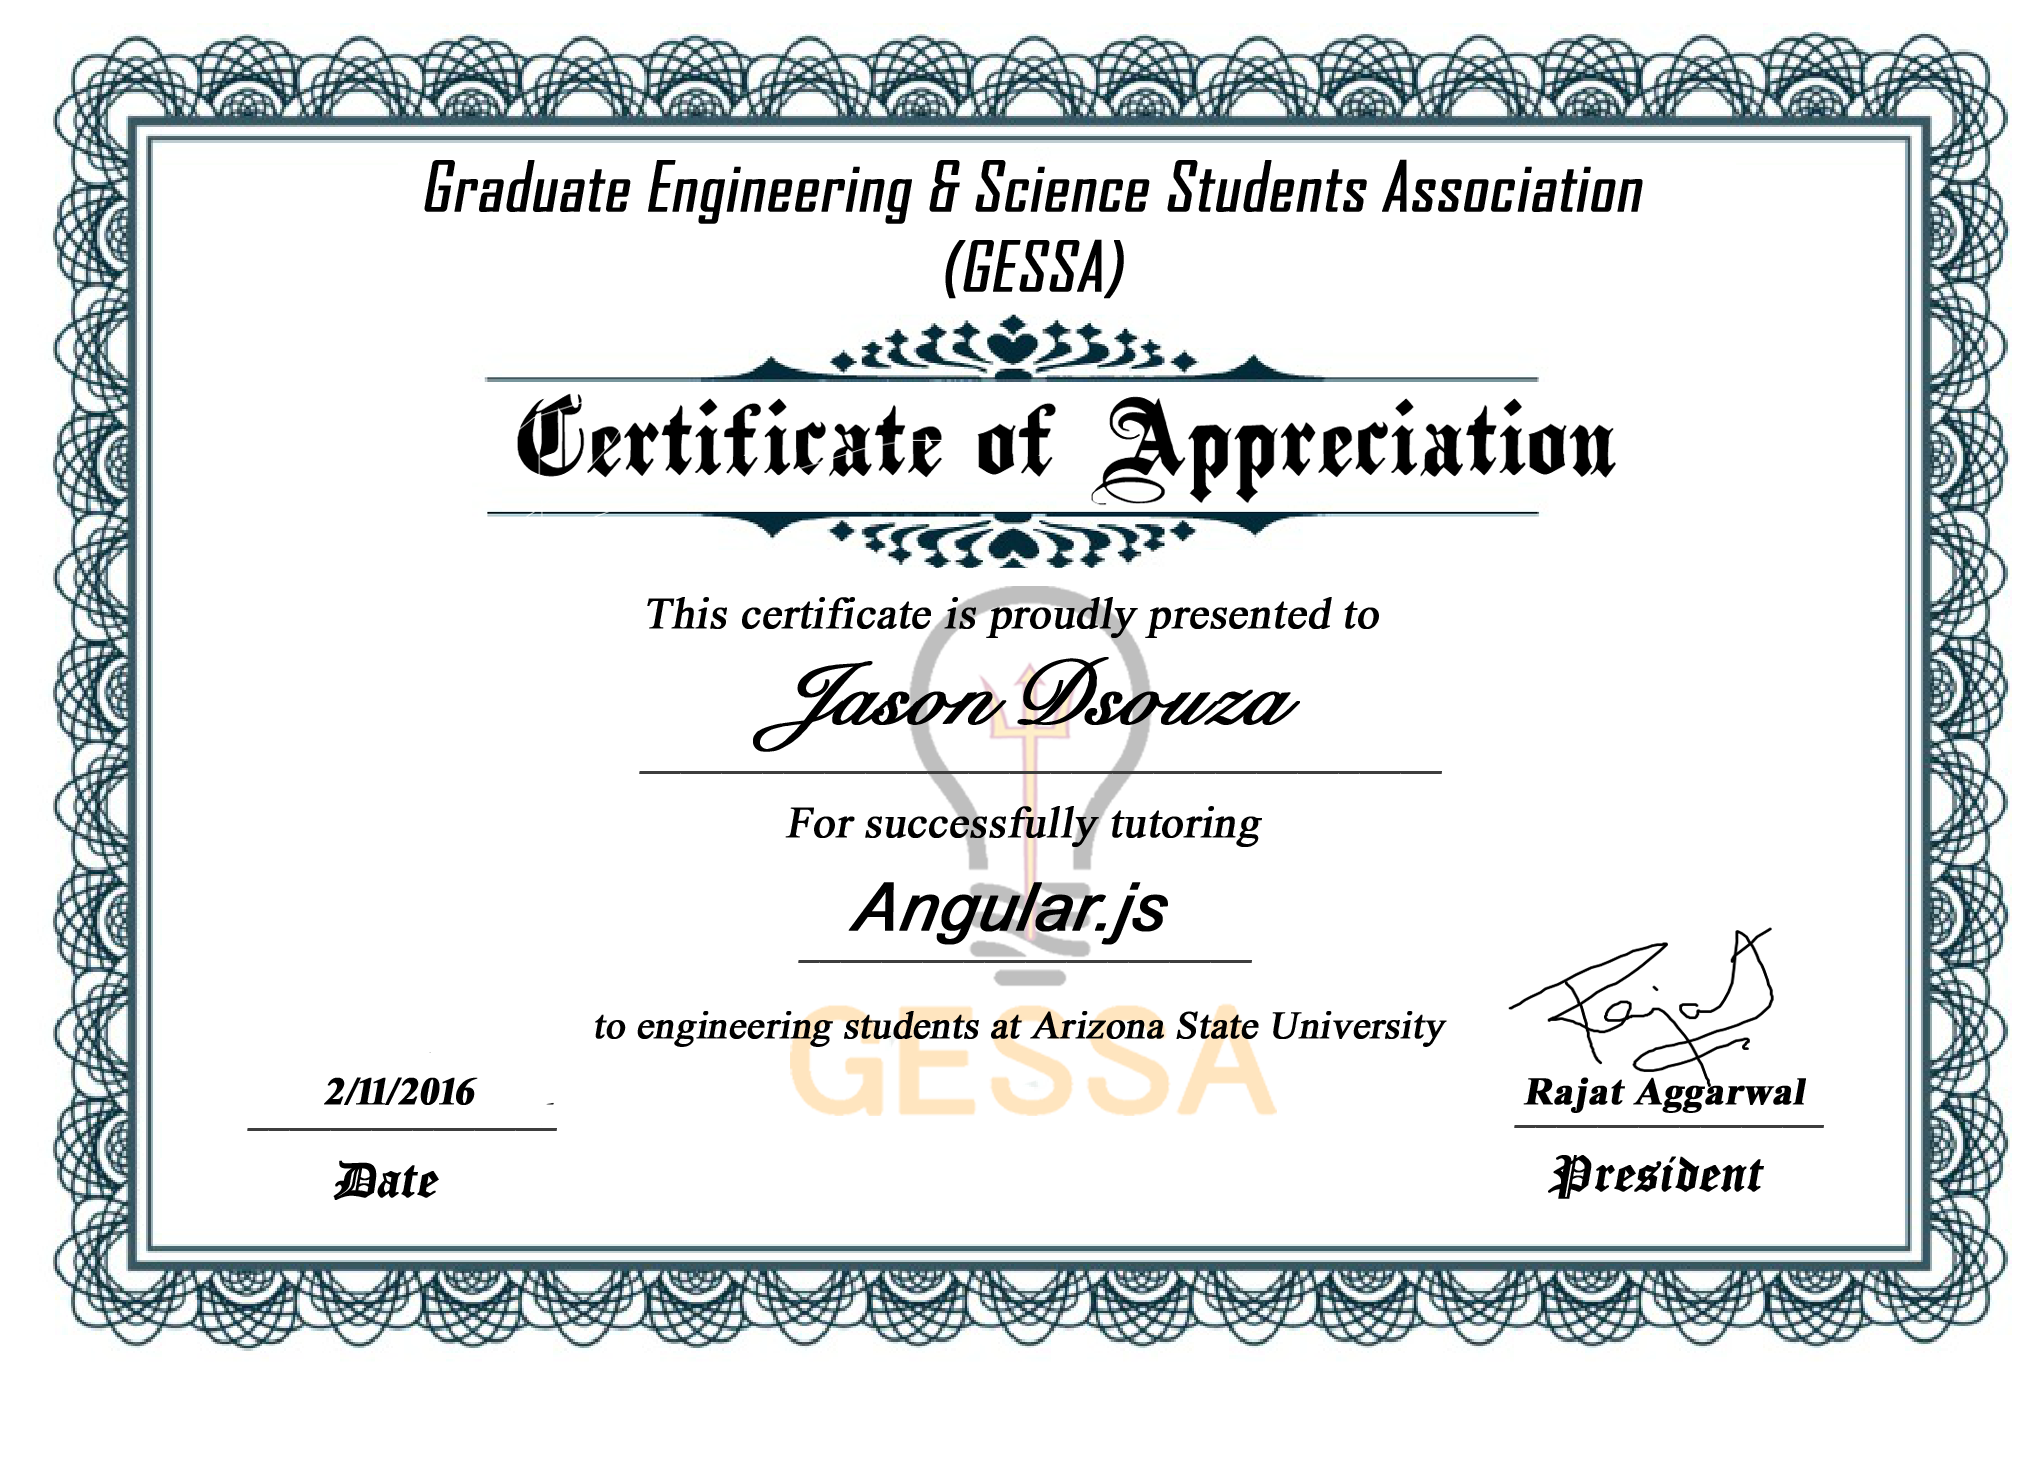 Graduate Engineering & Science Students Association
(GESSA)
Certificate of Appreciation
This certificate is proudly presented to
Jason Dsouza
For successfully tutoring
Angular.js
to engineering students at Arizona State University
GESSA
2/11/2016
Date
Rajat
Rajat Aggarwal
President